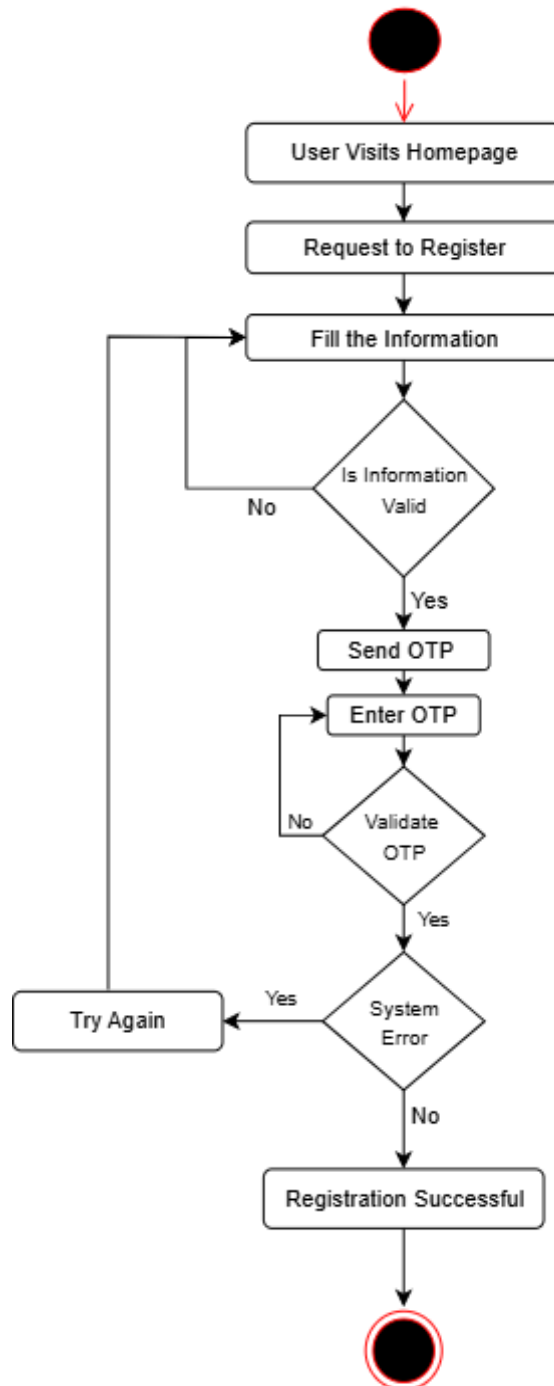 User Visits Homepage
Request to Register
Fill the Information
Is Information
Valid
No
Yes
Send OTP
Enter OTP
No
Validate
OTP
Yes
Yes
System
Error
Try Again
No
Registration Successful